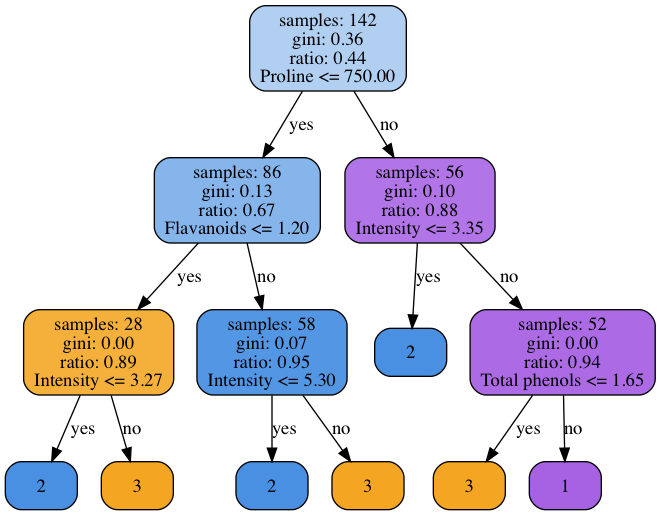 samples: 142
gini: 0.36
ratio: 0.44
Proline <= 750.00
yes
no
samples: 86
gini: 0.13
ratio: 0.67
Flavanoids <= 1.20
samples: 56
gini: 0.10
ratio: 0.88
Intensity <= 3.35
yes
no
yes
no
samples: 28
gini: 0.00
ratio: 0.89
Intensity <= 3.27
samples: 58
gini: 0.07
ratio: 0.95
Intensity <= 5.30
2
samples: 52
gini: 0.00
ratio: 0.94
Total phenols <= 1.65
yes
no
yes
no
yes
no
2
3
2
3
3
1